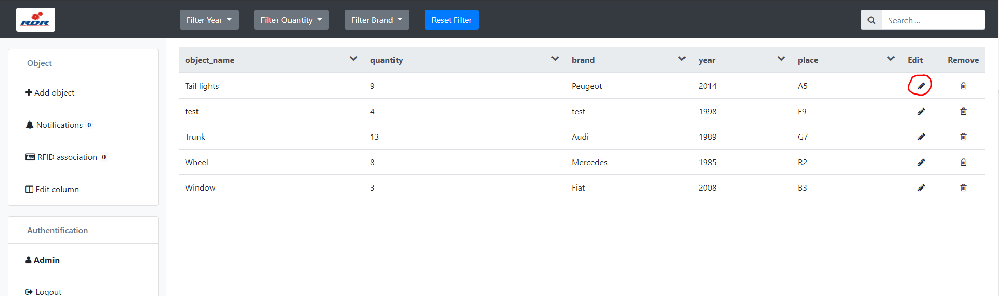 RDR
Filter Year
Filter Quantity
Filter Brand
Reset Filter
Search ...
Object
Add object
Notifications 0
RFID association 0
Edit column
Authentification
Admin
Logout
object_name quantity brand year place Edit Remove
Tail lights 9 Peugeot 2014 A5
test 4 test 1998 F9
Trunk 13 Audi 1989 G7
Wheel 8 Mercedes 1985 R2
Window 3 Fiat 2008 B3